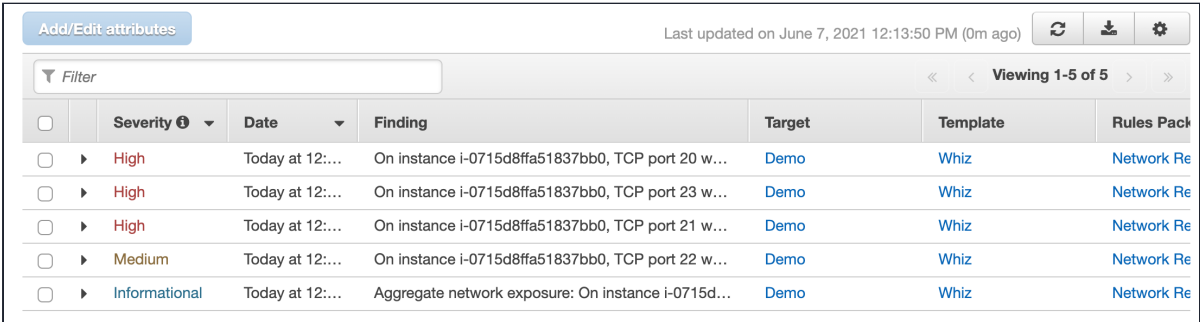 Add/Edit attributes
Last updated on June 7, 2021 12:13:50 PM (0m ago)
Filter
« < Viewing 1-5 of 5 > »
Severity Date Finding Target Template Rules Pack
High Today at 12:... On instance i-0715d8ffa51837bb0, TCP port 20 w... Demo Whiz Network Re
High Today at 12:... On instance i-0715d8ffa51837bb0, TCP port 23 w... Demo Whiz Network Re
High Today at 12:... On instance i-0715d8ffa51837bb0, TCP port 21 w... Demo Whiz Network Re
Medium Today at 12:... On instance i-0715d8ffa51837bb0, TCP port 22 w... Demo Whiz Network Re
Informational Today at 12:... Aggregate network exposure: On instance i-0715d... Demo Whiz Network Re